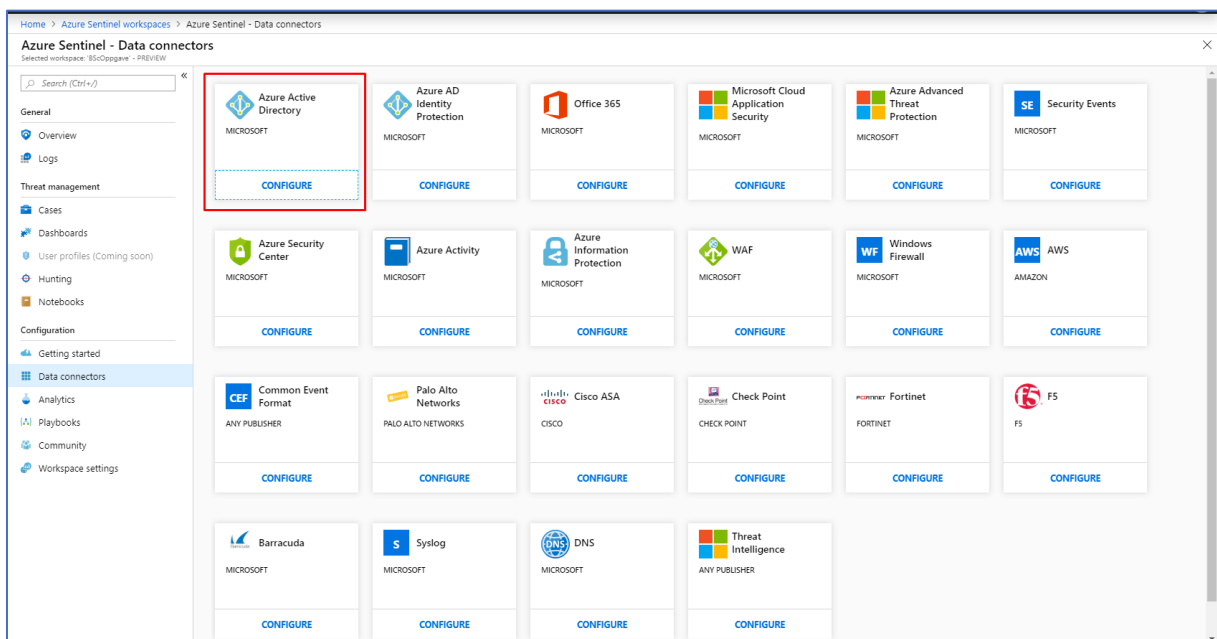 Home > Azure Sentinel workspaces > Azure Sentinel - Data connectors
Azure Sentinel - Data connectors
Selected workspace: 'BScOppgave' - PREVIEW
Search (Ctrl+/)
«
General
Overview
Logs
Threat management
Cases
Dashboards
User profiles (Coming soon)
Hunting
Notebooks
Configuration
Getting started
Data connectors
Analytics
Playbooks
Community
Workspace settings
Azure Active
Directory
MICROSOFT
CONFIGURE
Azure AD
Identity
Protection
MICROSOFT
CONFIGURE
Office 365
MICROSOFT
CONFIGURE
Microsoft Cloud
Application
Security
MICROSOFT
CONFIGURE
Azure Advanced
Threat
Protection
MICROSOFT
CONFIGURE
SE
Security Events
MICROSOFT
CONFIGURE
Azure Security
Center
MICROSOFT
CONFIGURE
Azure Activity
MICROSOFT
CONFIGURE
Azure
Information
Protection
MICROSOFT
CONFIGURE
WAF
MICROSOFT
CONFIGURE
WF
Windows
Firewall
MICROSOFT
CONFIGURE
AWS
AWS
AMAZON
CONFIGURE
CEF
Common Event
Format
ANY PUBLISHER
CONFIGURE
Palo Alto
Networks
PALO ALTO NETWORKS
CONFIGURE
CISCO
Cisco ASA
CISCO
CONFIGURE
Check Point
Check Point
CHECK POINT
CONFIGURE
FORTINET
Fortinet
FORTINET
CONFIGURE
f5
F5
F5
CONFIGURE
Barracuda
Barracuda
MICROSOFT
CONFIGURE
S
Syslog
MICROSOFT
CONFIGURE
DNS
DNS
MICROSOFT
CONFIGURE
Threat
Intelligence
ANY PUBLISHER
CONFIGURE